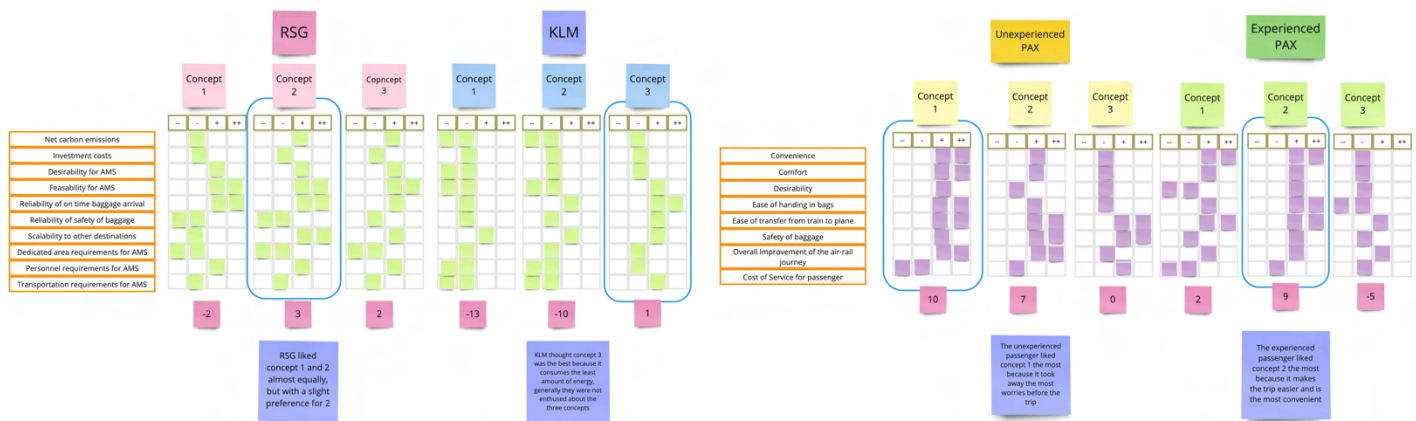 RSG
KLM
Unexperienced
PAX
Experienced
PAX
Concept
1
Concept
2
Copncept
3
Concept
1
Concept
2
Concept
3
Concept
1
Concept
2
Concept
3
Concept
1
Concept
2
Concept
3
-- - + ++ -- - + ++ -- - + ++ -- - + ++ -- - + ++ -- - + ++
-- - + ++ -- - + ++ -- - + ++ -- - + ++ -- - + ++ -- - + ++
Net carbon emissions
Investment costs
Desirability for AMS
Feasability for AMS
Reliability of on time baggage arrival
Reliability of safety of baggage
Scalability to other destinations
Dedicated area requirements for AMS
Personnel requirements for AMS
Transportation requirements for AMS
Convenience
Comfort
Desirability
Ease of handing in bags
Ease of transfer from train to plane
Safety of baggage
Overall Improvement of the air-rail
journey
Cost of Service for passenger
-2
3
2
-13
-10
1
10
7
0
2
9
-5
RSG liked
concept 1 and 2
almost equally,
but with a slight
preference for 2
KLM thought concept 3
was the best because it
consumes the least
amount of energy,
generally they were not
enthused about the
three concepts
The unexperienced
passenger liked
concept 1 the most
because it took
away the most
worries before the
trip
The experienced
passenger liked
concept 2 the most
because it makes
the trip easier and is
the most convenient